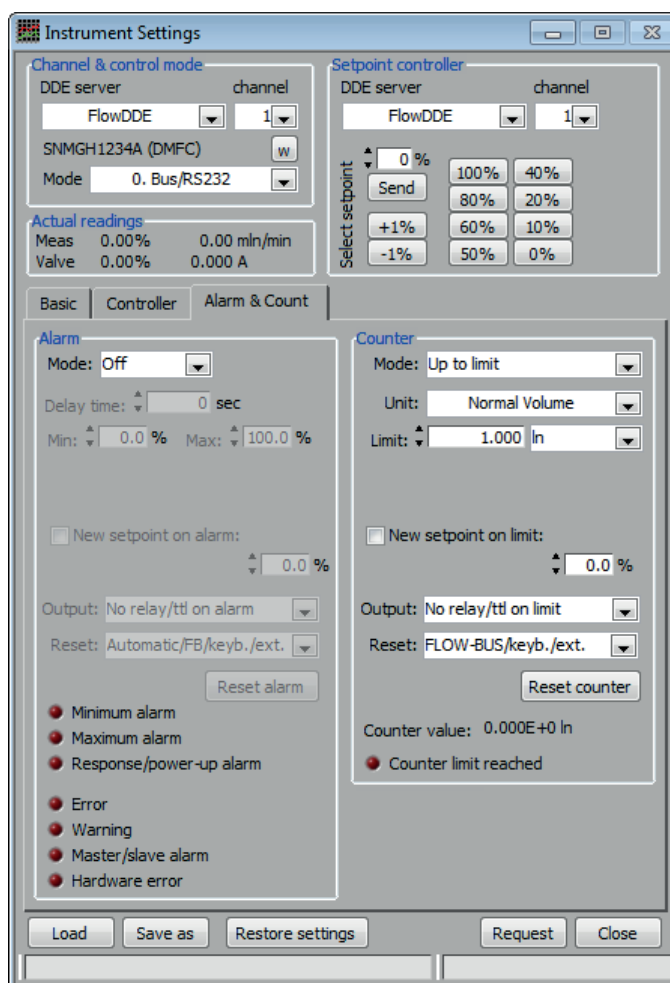 Instrument Settings
Channel & control mode
DDE server channel
FlowDDE 1
SNMGH1234A (DMFC) w
Mode 0. Bus/RS232
Setpoint controller
DDE server channel
FlowDDE 1
Select setpoint
0 %
Send
+1%
-1%
100% 40%
80% 20%
60% 10%
50% 0%
Actual readings
Meas 0.00% 0.00 mln/min
Valve 0.00% 0.000 A
Basic Controller Alarm & Count
Alarm
Mode: Off
Delay time: 0 sec
Min: 0.0 % Max: 100.0 %
New setpoint on alarm:
0.0 %
Output: No relay/ttl on alarm
Reset: Automatic/FB/keyb./ext.
Reset alarm
Minimum alarm
Maximum alarm
Response/power-up alarm
Error
Warning
Master/slave alarm
Hardware error
Counter
Mode: Up to limit
Unit: Normal Volume
Limit: 1.000 ln
New setpoint on limit:
0.0 %
Output: No relay/ttl on limit
Reset: FLOW-BUS/keyb./ext.
Reset counter
Counter value: 0.000E+0 ln
Counter limit reached
Load Save as Restore settings Request Close